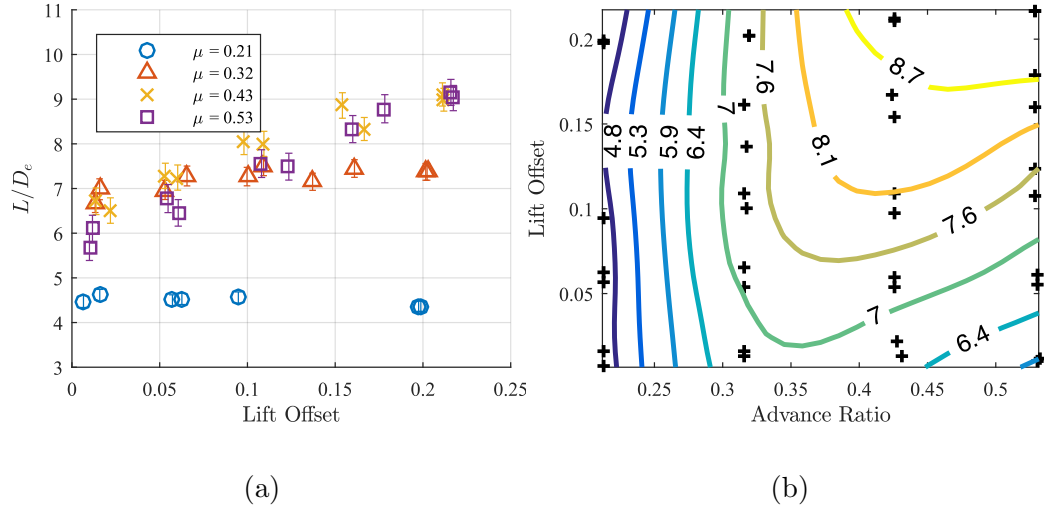 11
10
9
8
7
6
5
4
3
L/D_e
μ = 0.21
μ = 0.32
μ = 0.43
μ = 0.53
0 0.05 0.1 0.15 0.2 0.25
Lift Offset
(a)
0.2
0.15
0.1
0.05
Lift Offset
4.8
5.3
5.9
6.4
7
7.6
8.1
8.7
7.6
7
6.4
0.25 0.3 0.35 0.4 0.45 0.5
Advance Ratio
(b)